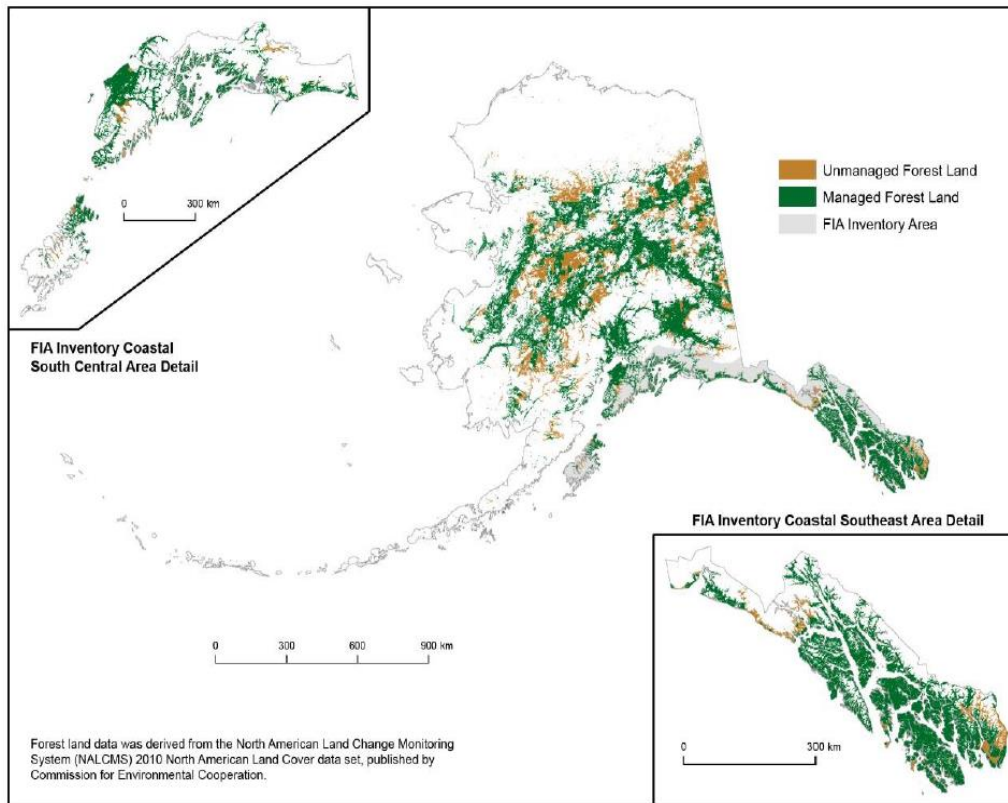 0 300 km
FIA Inventory Coastal
South Central Area Detail
Unmanaged Forest Land
Managed Forest Land
FIA Inventory Area
FIA Inventory Coastal Southeast Area Detail
0 300 600 900 km
0 300 km
Forest land data was derived from the North American Land Change Monitoring
System (NALCMS) 2010 North American Land Cover data set, published by
Commission for Environmental Cooperation.